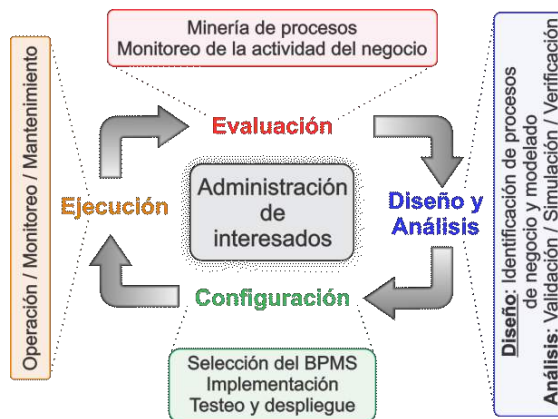 Minería de procesos
Monitoreo de la actividad del negocio
Evaluación
Operación / Monitoreo / Mantenimiento
Ejecución
Administración
de
interesados
Diseño y
Análisis
Diseño: Identificación de procesos
de negocio y modelado
Análisis: Validación / Simulación / Verificación
Configuración
Selección del BPMS
Implementación
Testeo y despliegue